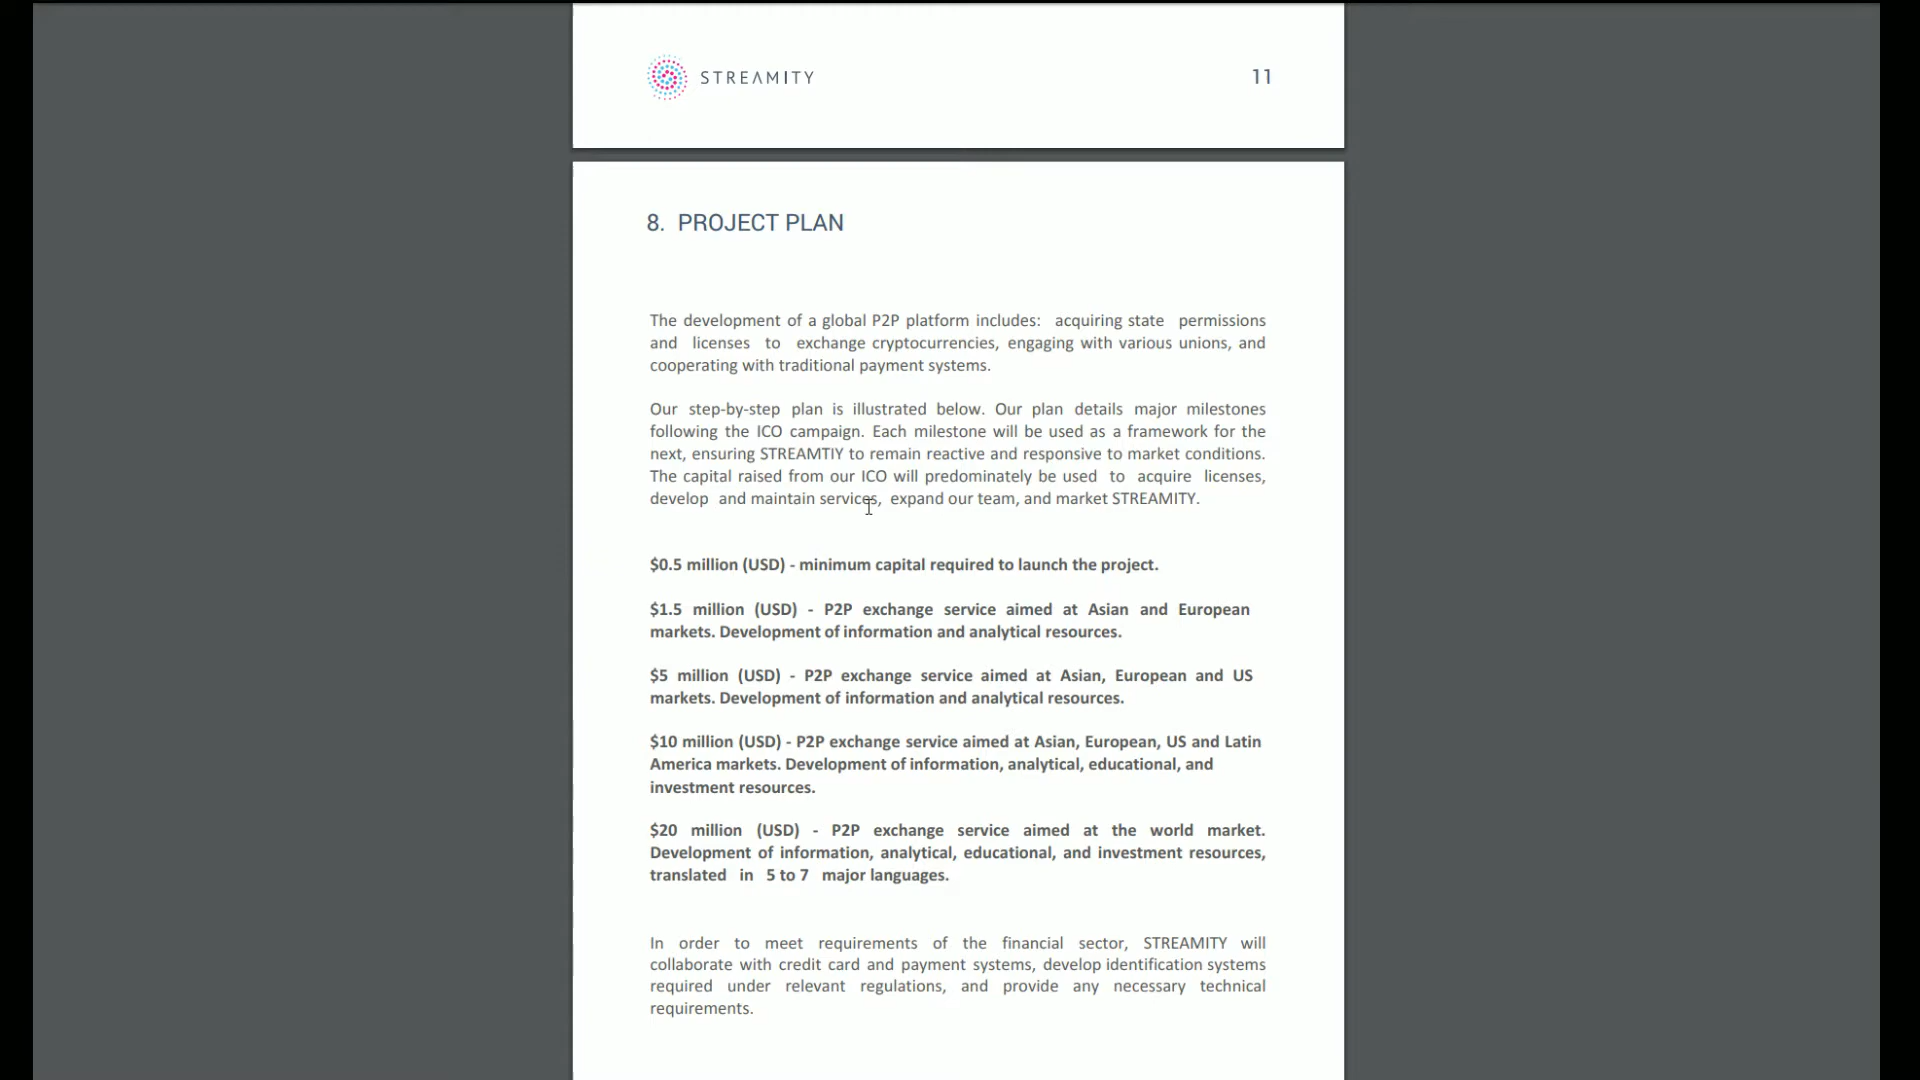 STREAMITY
11
8. PROJECT PLAN
The development of a global P2P platform includes: acquiring state permissions
and licenses to exchange cryptocurrencies, engaging with various unions, and
cooperating with traditional payment systems.
Our step-by-step plan is illustrated below. Our plan details major milestones
following the ICO campaign. Each milestone will be used as a framework for the
next, ensuring STREAMTIY to remain reactive and responsive to market conditions.
The capital raised from our ICO will predominately be used to acquire licenses,
develop and maintain services, expand our team, and market STREAMITY.
$0.5 million (USD) - minimum capital required to launch the project.
$1.5 million (USD) - P2P exchange service aimed at Asian and European
markets. Development of information and analytical resources.
$5 million (USD) - P2P exchange service aimed at Asian, European and US
markets. Development of information and analytical resources.
$10 million (USD) - P2P exchange service aimed at Asian, European, US and Latin
America markets. Development of information, analytical, educational, and
investment resources.
$20 million (USD) - P2P exchange service aimed at the world market.
Development of information, analytical, educational, and investment resources,
translated in 5 to 7 major languages.
In order to meet requirements of the financial sector, STREAMITY will
collaborate with credit card and payment systems, develop identification systems
required under relevant regulations, and provide any necessary technical
requirements.